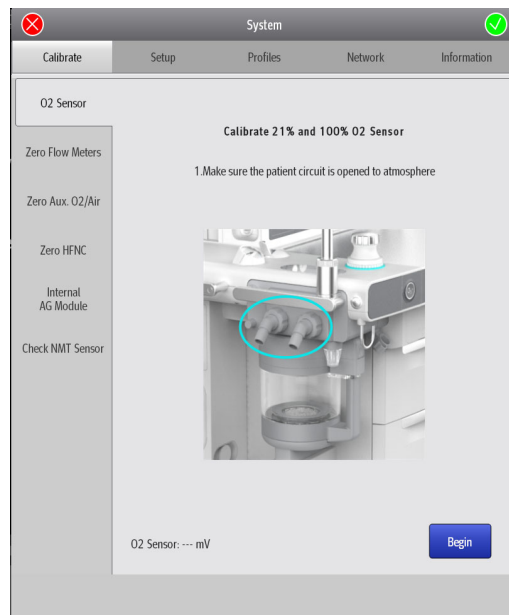 System
Calibrate
Setup
Profiles
Network
Information
O2 Sensor
Zero Flow Meters
Zero Aux. O2/Air
Zero HFNC
Internal
AG Module
Check NMT Sensor
Calibrate 21% and 100% O2 Sensor
1.Make sure the patient circuit is opened to atmosphere
O2 Sensor: --- mV
Begin